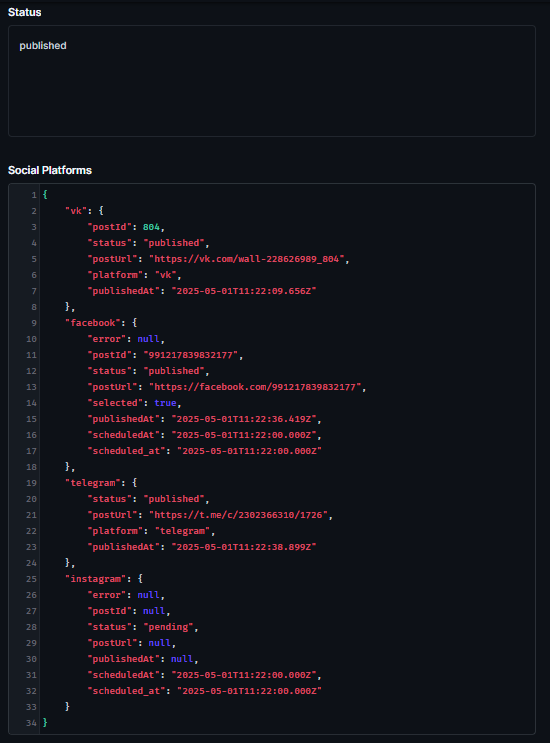 Status
published
Social Platforms
1 {
2 "vk": {
3 "postId": 804,
4 "status": "published",
5 "postUrl": "https://vk.com/wall-228626989_804",
6 "platform": "vk",
7 "publishedAt": "2025-05-01T11:22:09.656Z"
8 },
9 "facebook": {
10 "error": null,
11 "postId": "991217839832177",
12 "status": "published",
13 "postUrl": "https://facebook.com/991217839832177",
14 "selected": true,
15 "publishedAt": "2025-05-01T11:22:36.419Z",
16 "scheduledAt": "2025-05-01T11:22:00.000Z",
17 "scheduled_at": "2025-05-01T11:22:00.000Z"
18 },
19 "telegram": {
20 "status": "published",
21 "postUrl": "https://t.me/c/2302366310/1726",
22 "platform": "telegram",
23 "publishedAt": "2025-05-01T11:22:38.899Z"
24 },
25 "instagram": {
26 "error": null,
27 "postId": null,
28 "status": "pending",
29 "postUrl": null,
30 "publishedAt": null,
31 "scheduledAt": "2025-05-01T11:22:00.000Z",
32 "scheduled_at": "2025-05-01T11:22:00.000Z"
33 }
34 }